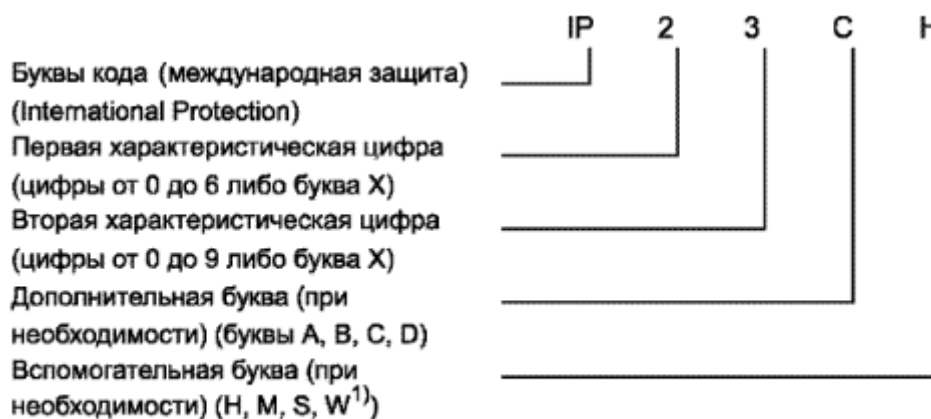 IP 2 3 C H
Буквы кода (международная защита)
(International Protection)
Первая характеристическая цифра
(цифры от 0 до 6 либо буква X)
Вторая характеристическая цифра
(цифры от 0 до 9 либо буква X)
Дополнительная буква (при
необходимости) (буквы A, B, C, D)
Вспомогательная буква (при
необходимости) (H, M, S, W¹⁾)